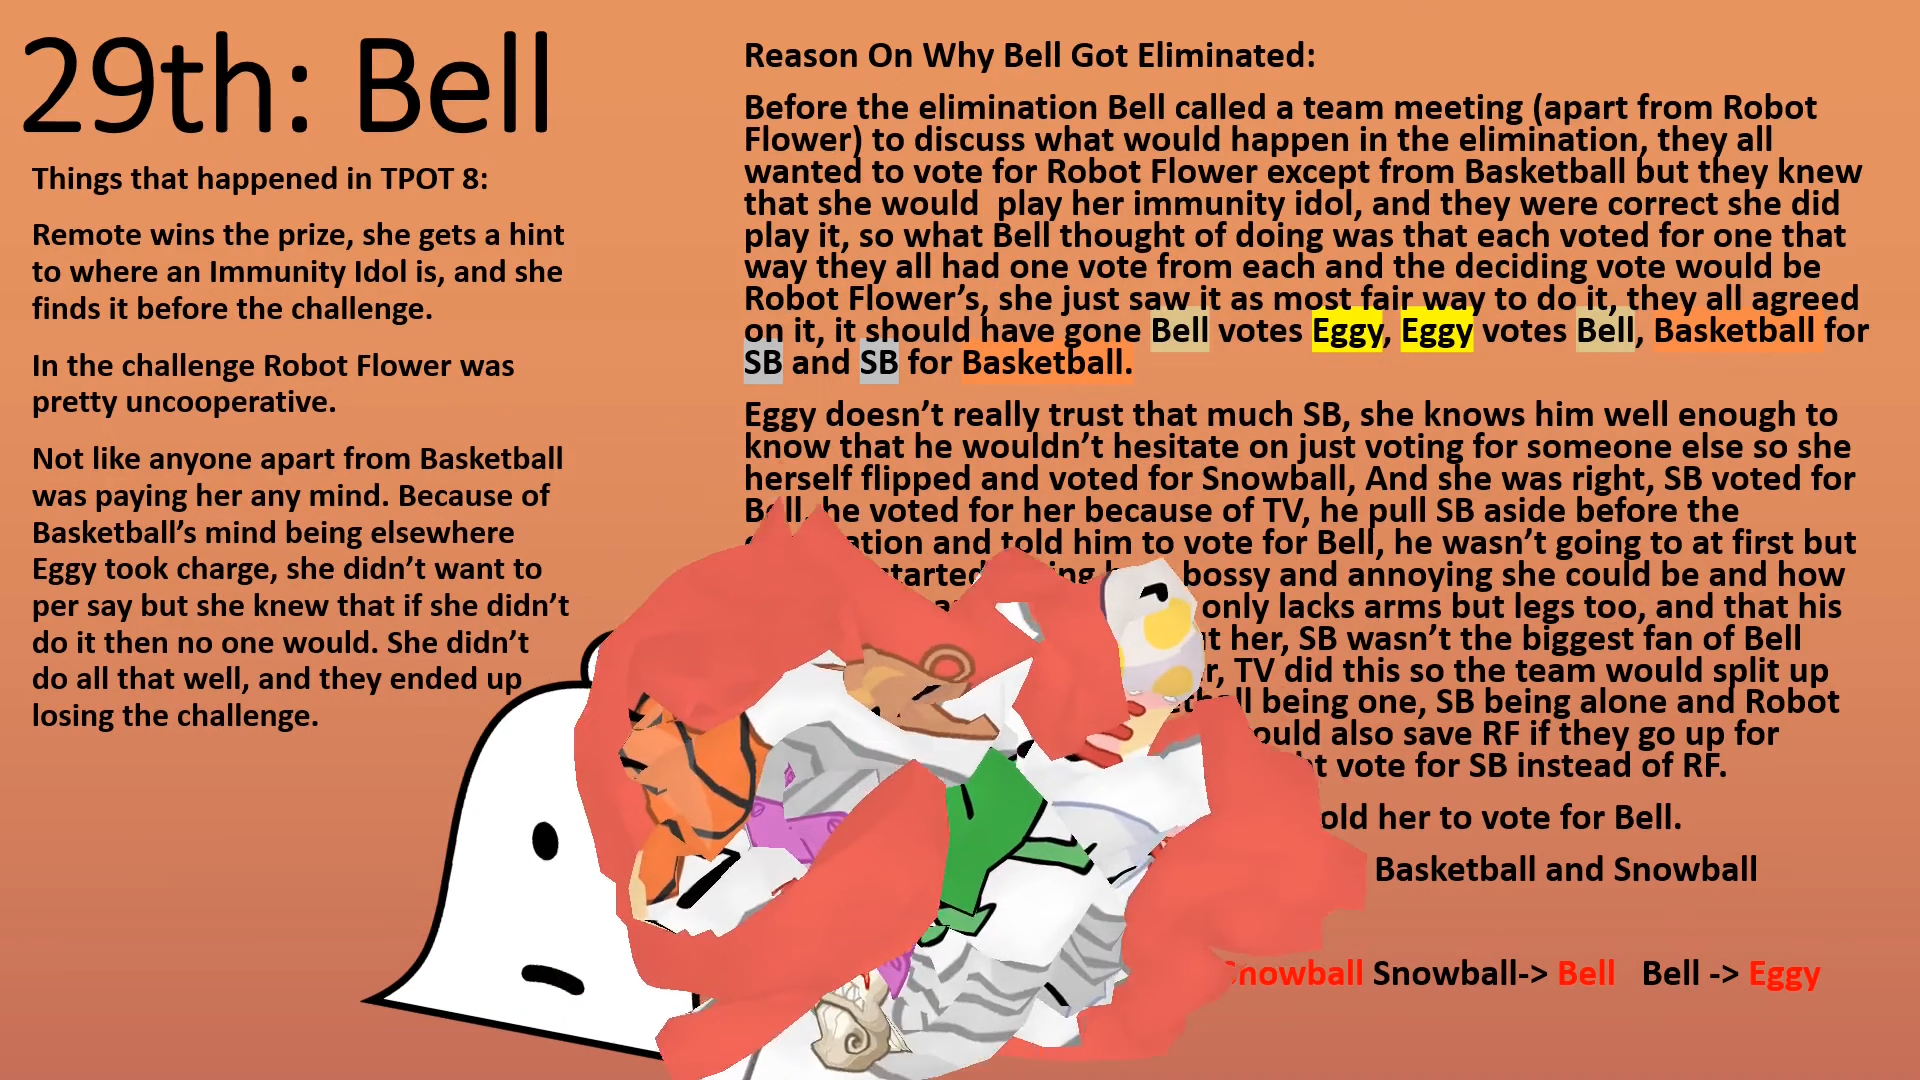 29th: Bell
Things that happened in TPOT 8:
Remote wins the prize, she gets a hint
to where an Immunity Idol is, and she
finds it before the challenge.
In the challenge Robot Flower was
pretty uncooperative.
Not like anyone apart from Basketball
was paying her any mind. Because of
Basketball’s mind being elsewhere
Eggy took charge, she didn’t want to
per say but she knew that if she didn’t
do it then no one would. She didn’t
do all that well, and they ended up
losing the challenge.
Reason On Why Bell Got Eliminated:
Before the elimination Bell called a team meeting (apart from Robot
Flower) to discuss what would happen in the elimination, they all
wanted to vote for Robot Flower except from Basketball but they knew
that she would play her immunity idol, and they were correct she did
play it, so what Bell thought of doing was that each voted for one that
way they all had one vote from each and the deciding vote would be
Robot Flower’s, she just saw it as most fair way to do it, they all agreed
on it, it should have gone Bell votes Eggy, Eggy votes Bell, Basketball for
SB and SB for Basketball.
Eggy doesn’t really trust that much SB, she knows him well enough to
know that he wouldn’t hesitate on just voting for someone else so she
herself flipped and voted for Snowball, And she was right, SB voted for
Bell, he voted for her because of TV, he pull SB aside before the
and told him to vote for Bell, he wasn’t going to at first but
started bossy and annoying she could be and how
only lacks arms but legs too, and that his
her, SB wasn’t the biggest fan of Bell
TV did this so the team would split up
being one, SB being alone and Robot
also save RF if they go up for
vote for SB instead of RF.
her to vote for Bell.
Basketball and Snowball
Snowball Snowball-> Bell Bell -> Eggy